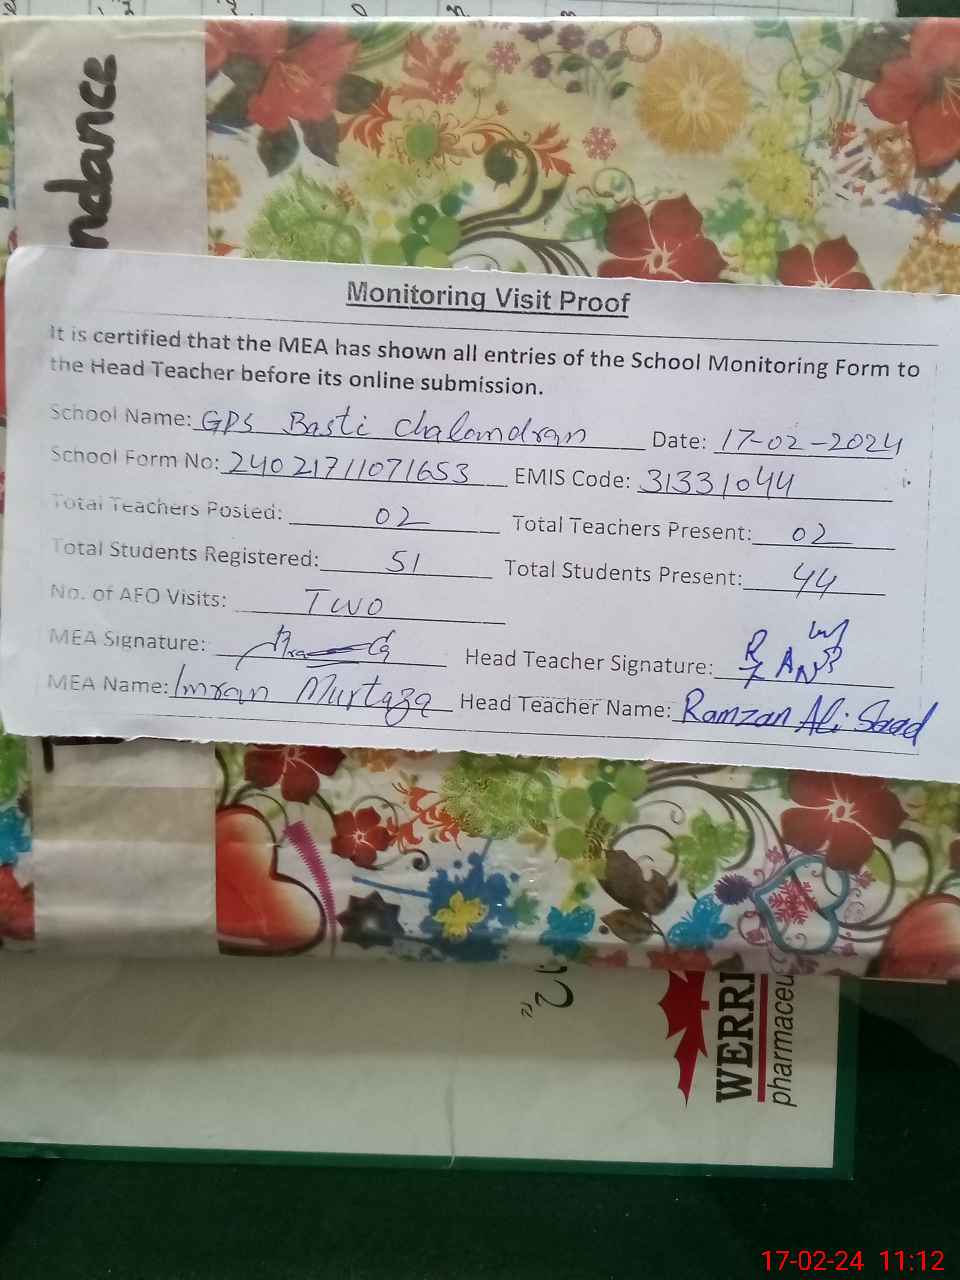 ndance
Monitoring Visit Proof
It is certified that the MEA has shown all entries of the School Monitoring Form to
the Head Teacher before its online submission.
School Name: GPS Basti Chalomdran Date: 17-02-2024
School Form No: 24021711071653 EMIS Code: 31331044
Total Teachers Posted: 02 Total Teachers Present: 02
Total Students Registered: 51 Total Students Present: 44
No. of AFO Visits: Two
MEA Signature: Head Teacher Signature:
MEA Name: Imran Murtaza Head Teacher Name: Ramzan Ali Saad
WERRI
pharmaceu
17-02-24 11:12